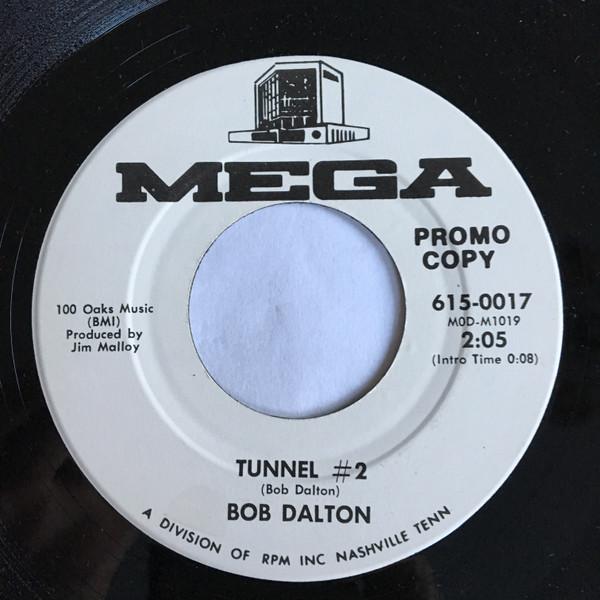 MEGA
PROMO
COPY
100 Oaks Music
(BMI)
Produced by
Jim Malloy
615-0017
MOD-M1019
2:05
(Intro Time 0:08)
TUNNEL #2
(Bob Dalton)
BOB DALTON
A DIVISION OF RPM INC NASHVILLE TENN